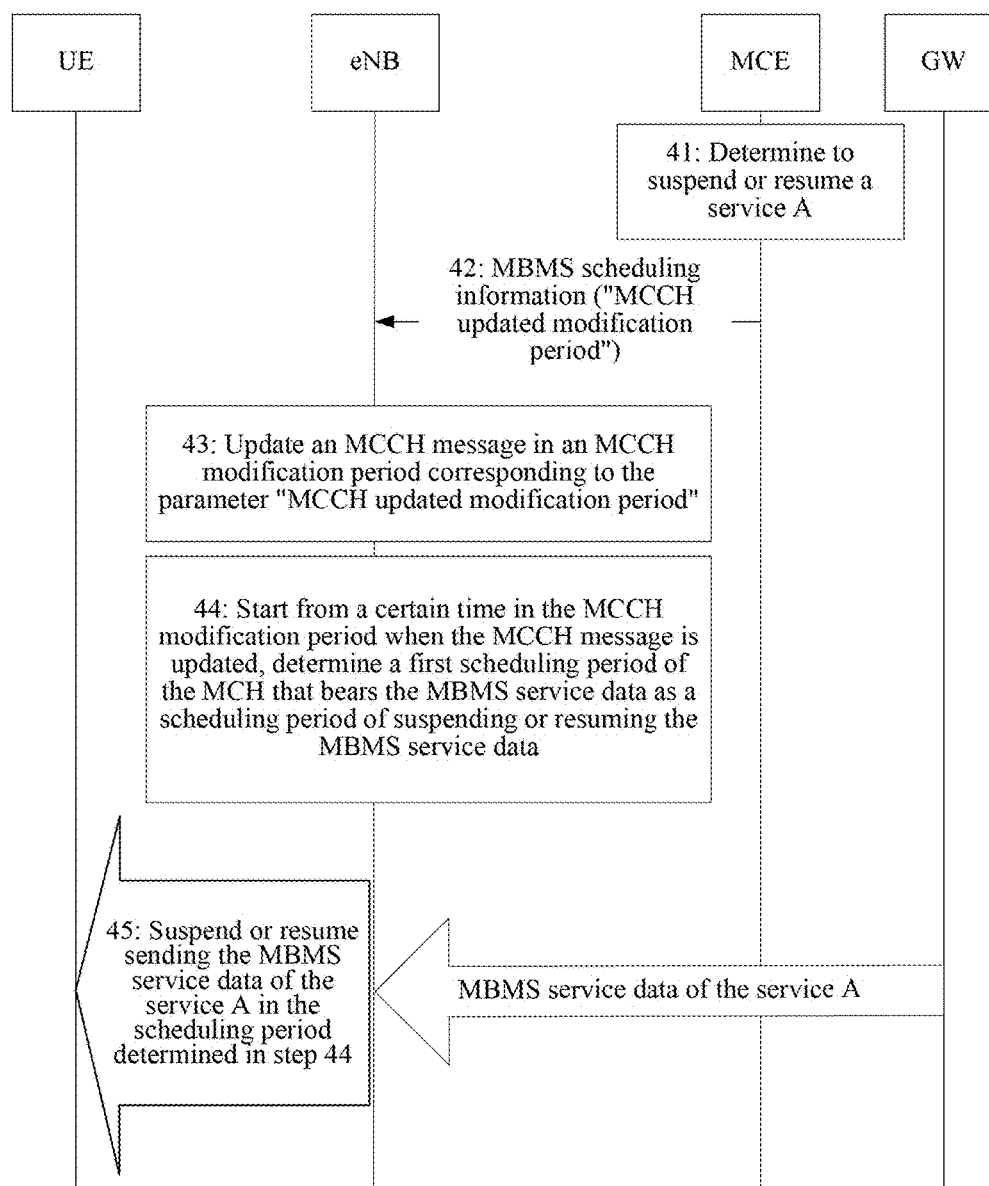 UE
eNB
MCE
GW
41: Determine to
suspend or resume a
service A
42: MBMS scheduling
information ("MCCH
updated modification
period")
43: Update an MCCH message in an MCCH
modification period corresponding to the
parameter "MCCH updated modification period"
44: Start from a certain time in the MCCH
modification period when the MCCH message is
updated, determine a first scheduling period of
the MCH that bears the MBMS service data as a
scheduling period of suspending or resuming the
MBMS service data
45: Suspend or resume
sending the MBMS
service data of the
service A in the
scheduling period
determined in step 44
MBMS service data of the service A